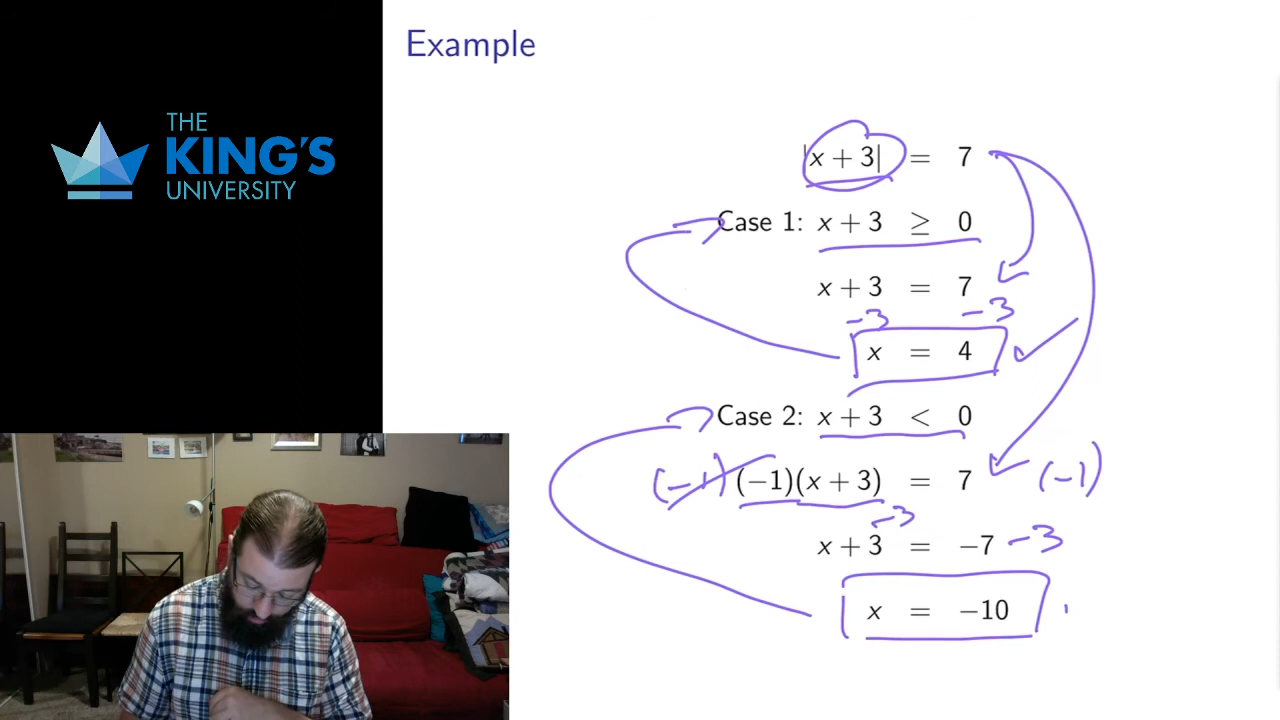 THE
KING'S
UNIVERSITY
Example
|x + 3| = 7
Case 1: x + 3 ≥ 0
x + 3 = 7
-3 -3
x = 4
Case 2: x + 3 < 0
(-1) (−1)(x + 3) = 7 (-1)
-3
x + 3 = −7 -3
x = −10